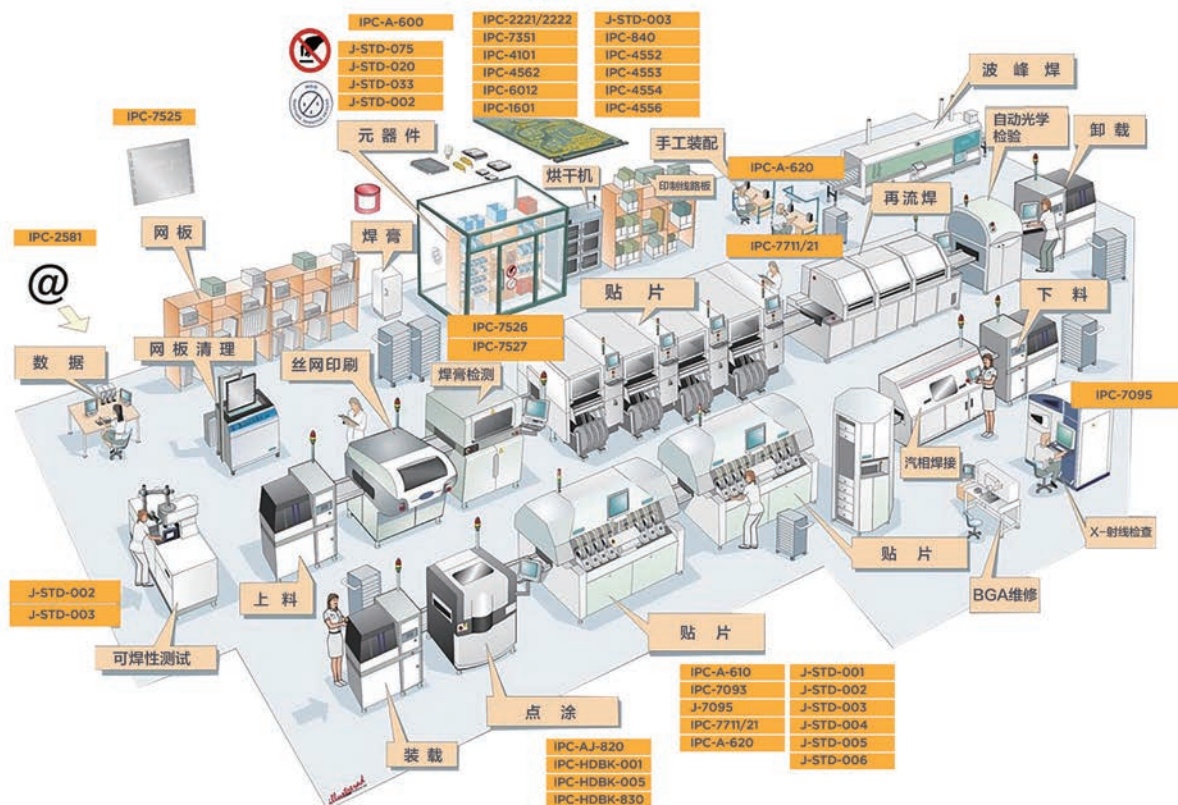 IPC-A-600
J-STD-075
J-STD-020
J-STD-033
J-STD-002
IPC-2221/2222
IPC-7351
IPC-4101
IPC-4562
IPC-6012
IPC-1601
J-STD-003
IPC-840
IPC-4552
IPC-4553
IPC-4554
IPC-4556
波峰焊
IPC-7525
元器件
烘干机
手工装配
印制线路板
IPC-A-620
自动光学
检验
卸载
再流焊
IPC-7711/21
IPC-2581
@
网板
焊膏
贴片
下料
IPC-7526
IPC-7527
数据
网板清理
丝网印刷
焊膏检测
IPC-7095
汽相焊接
X-射线检查
贴片
BGA维修
J-STD-002
J-STD-003
上料
可焊性测试
贴片
点涂
装载
IPC-A-610
IPC-7093
J-7095
IPC-7711/21
IPC-A-620
J-STD-001
J-STD-002
J-STD-003
J-STD-004
J-STD-005
J-STD-006
IPC-AJ-820
IPC-HDBK-001
IPC-HDBK-005
IPC-HDBK-830